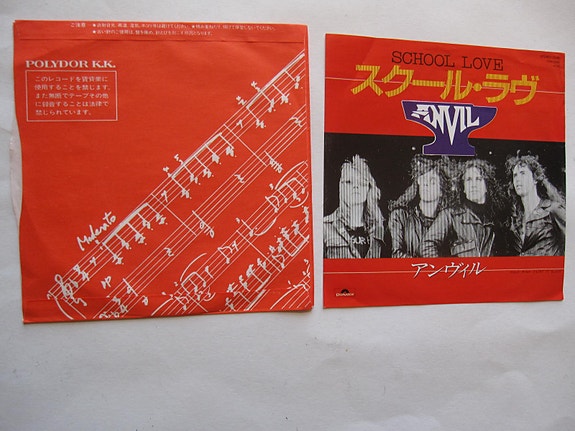 POLYDOR K.K.
このレコードを賃貸業に
使用することを禁じます。
また無断でテープその他
に録音することは法律で
禁じられています。
Moderato
SCHOOL LOVE
スクール・ラヴ
ANVIL
アンヴィル
Polydor